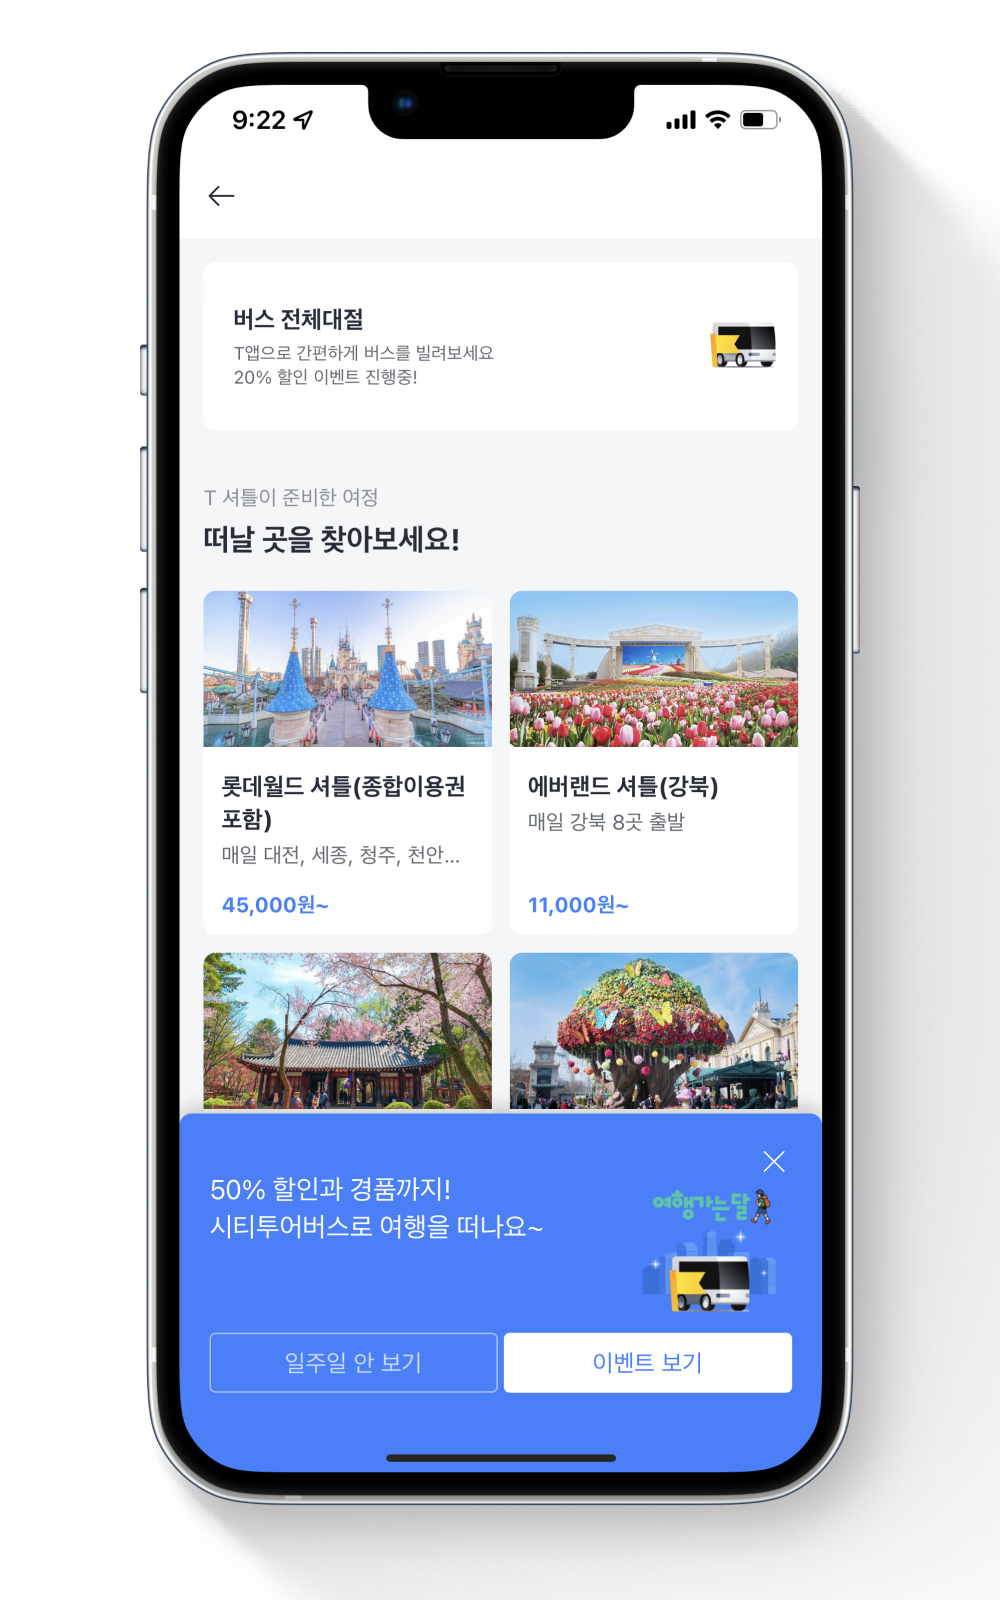 9:22
버스 전체대절
T앱으로 간편하게 버스를 빌려보세요
20% 할인 이벤트 진행중!
T 셔틀이 준비한 여정
떠날 곳을 찾아보세요!
롯데월드 셔틀(종합이용권
포함)
매일 대전, 세종, 청주, 천안...
45,000원~
에버랜드 셔틀(강북)
매일 강북 8곳 출발
11,000원~
50% 할인과 경품까지!
시티투어버스로 여행을 떠나요~
여행가는달
일주일 안 보기
이벤트 보기